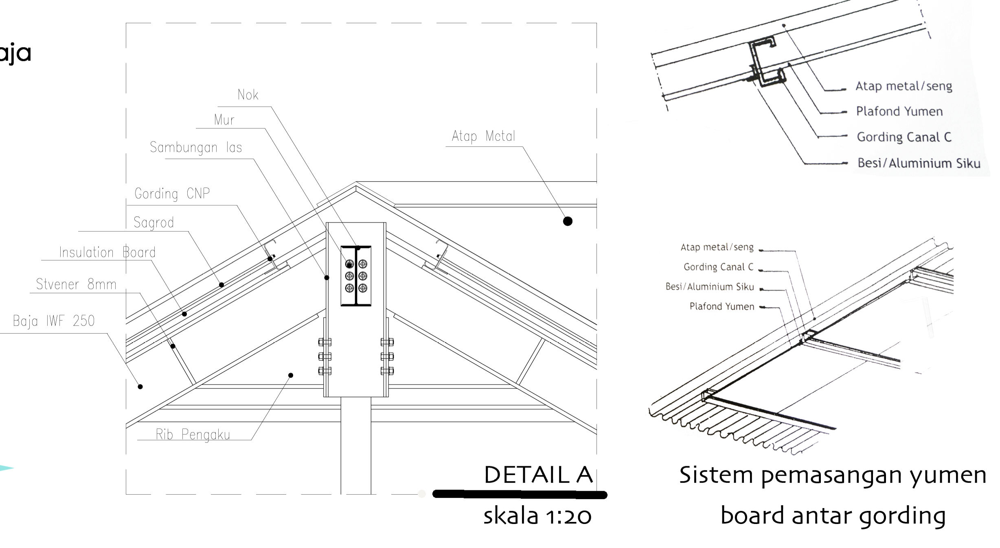 aja
Nok
Mur
Sambungan las
Atap Metal
Gording CNP
Sagrod
Insulation Board
Stvener 8mm
Baja IWF 250
Rib Pengaku
DETAIL A
skala 1:20
Atap metal/seng
Plafond Yumen
Gording Canal C
Besi/Aluminium Siku
Atap metal/seng
Gording Canal C
Besi/Aluminium Siku
Plafond Yumen
Sistem pemasangan yumen
board antar gording